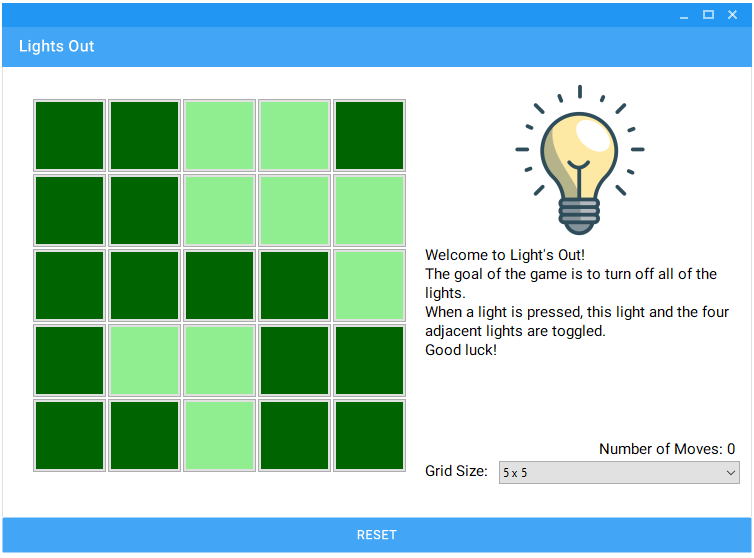 Lights Out
Welcome to Light's Out!
The goal of the game is to turn off all of the
lights.
When a light is pressed, this light and the four
adjacent lights are toggled.
Good luck!
Number of Moves: 0
Grid Size: 5 x 5
RESET